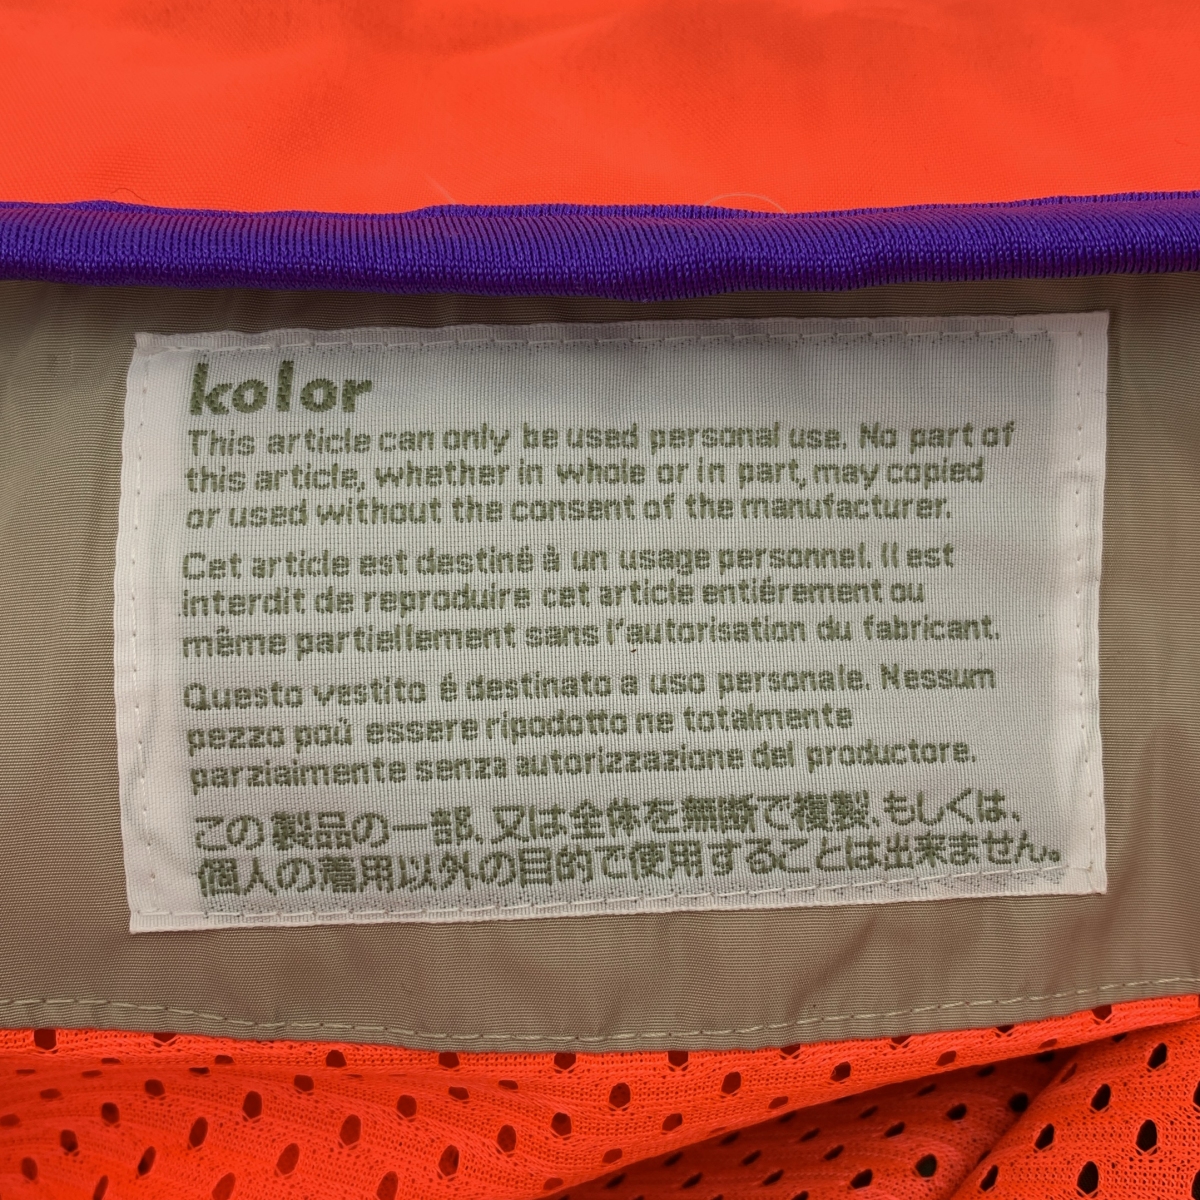 kolor
This article can only be used personal use. No part of
this article, whether in whole or in part, may copied
or used without the consent of the manufacturer.
Cet article est destiné à un usage personnel. Il est
interdit de reproduire cet article entiérement ou
même partiellement sans l'autorisation du fabricant.
Questo vestito é destinato a uso personale. Nessum
pezzo poù essere ripodotto ne totalmente
parziaimente senza autorizzazione del productore.
この製品の一部、又は全体を無断で複製、もしくは、
個人の着用以外の目的で使用することは出来ません。